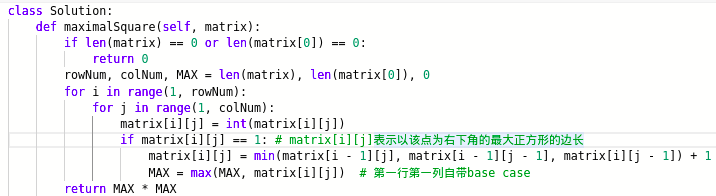 class Solution:
    def maximalSquare(self, matrix):
        if len(matrix) == 0 or len(matrix[0]) == 0:
            return 0
        rowNum, colNum, MAX = len(matrix), len(matrix[0]), 0
        for i in range(1, rowNum):
            for j in range(1, colNum):
                matrix[i][j] = int(matrix[i][j])
                if matrix[i][j] == 1: # matrix[i][j]表示以该点为右下角的最大正方形的边长
                    matrix[i][j] = min(matrix[i - 1][j], matrix[i - 1][j - 1], matrix[i][j - 1]) + 1
                    MAX = max(MAX, matrix[i][j])  # 第一行第一列自带base case
        return MAX * MAX